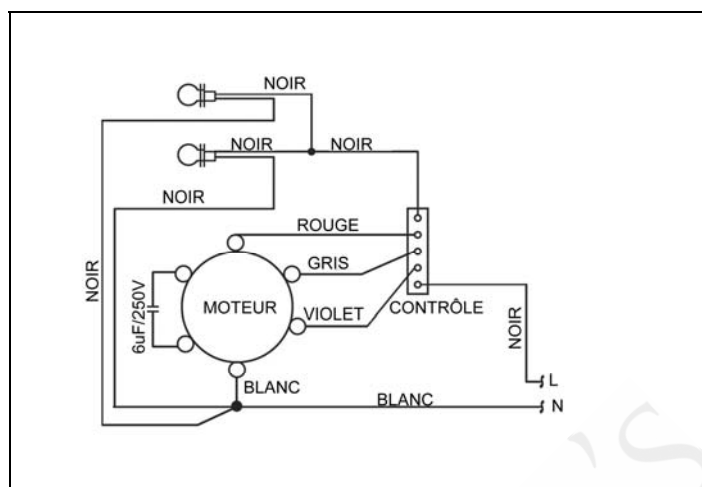 NOIR
NOIR
NOIR
NOIR
ROUGE
GRIS
NOIR
6uF/250V
MOTEUR
VIOLET
CONTRÔLE
NOIR
L
BLANC
BLANC
N
'S